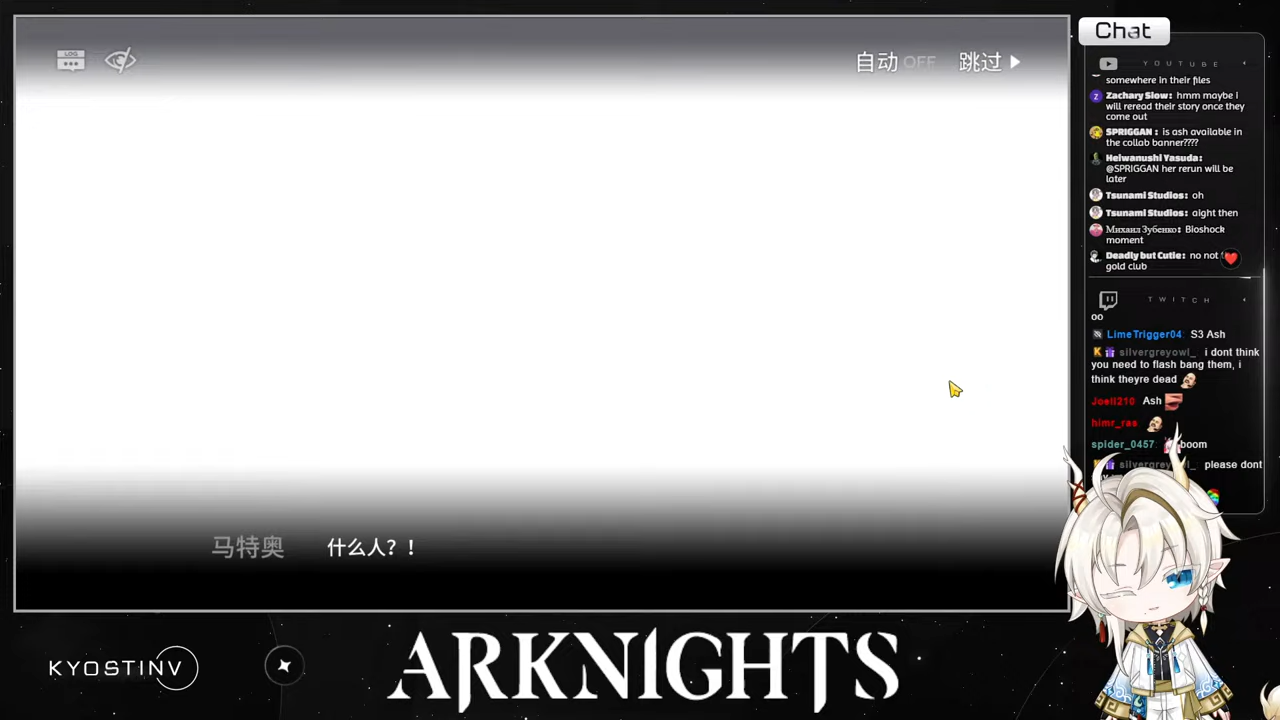 LOG
自动 OFF 跳过
马特奥 什么人？！
KYOSTINV
ARKNIGHTS
Chat
YOUTUBE
somewhere in their files
Zachary Siow: hmm maybe I
will reread their story once they
come out
SPRIGGAN : is ash available in
the collab banner????
Heiwanushi Yasuda:
@SPRIGGAN her rerun will be
later
Tsunami Studios: oh
Tsunami Studios: aight then
Михаил Зубенко: Bioshock
moment
Deadly but Cutie: no not
gold club
TWITCH
oo
LimeTrigger04: S3 Ash
silvergreyowl_ i dont think
you need to flash bang them, i
think theyre dead
Joell210 Ash
himr_ras
spider_0457: boom
please dont